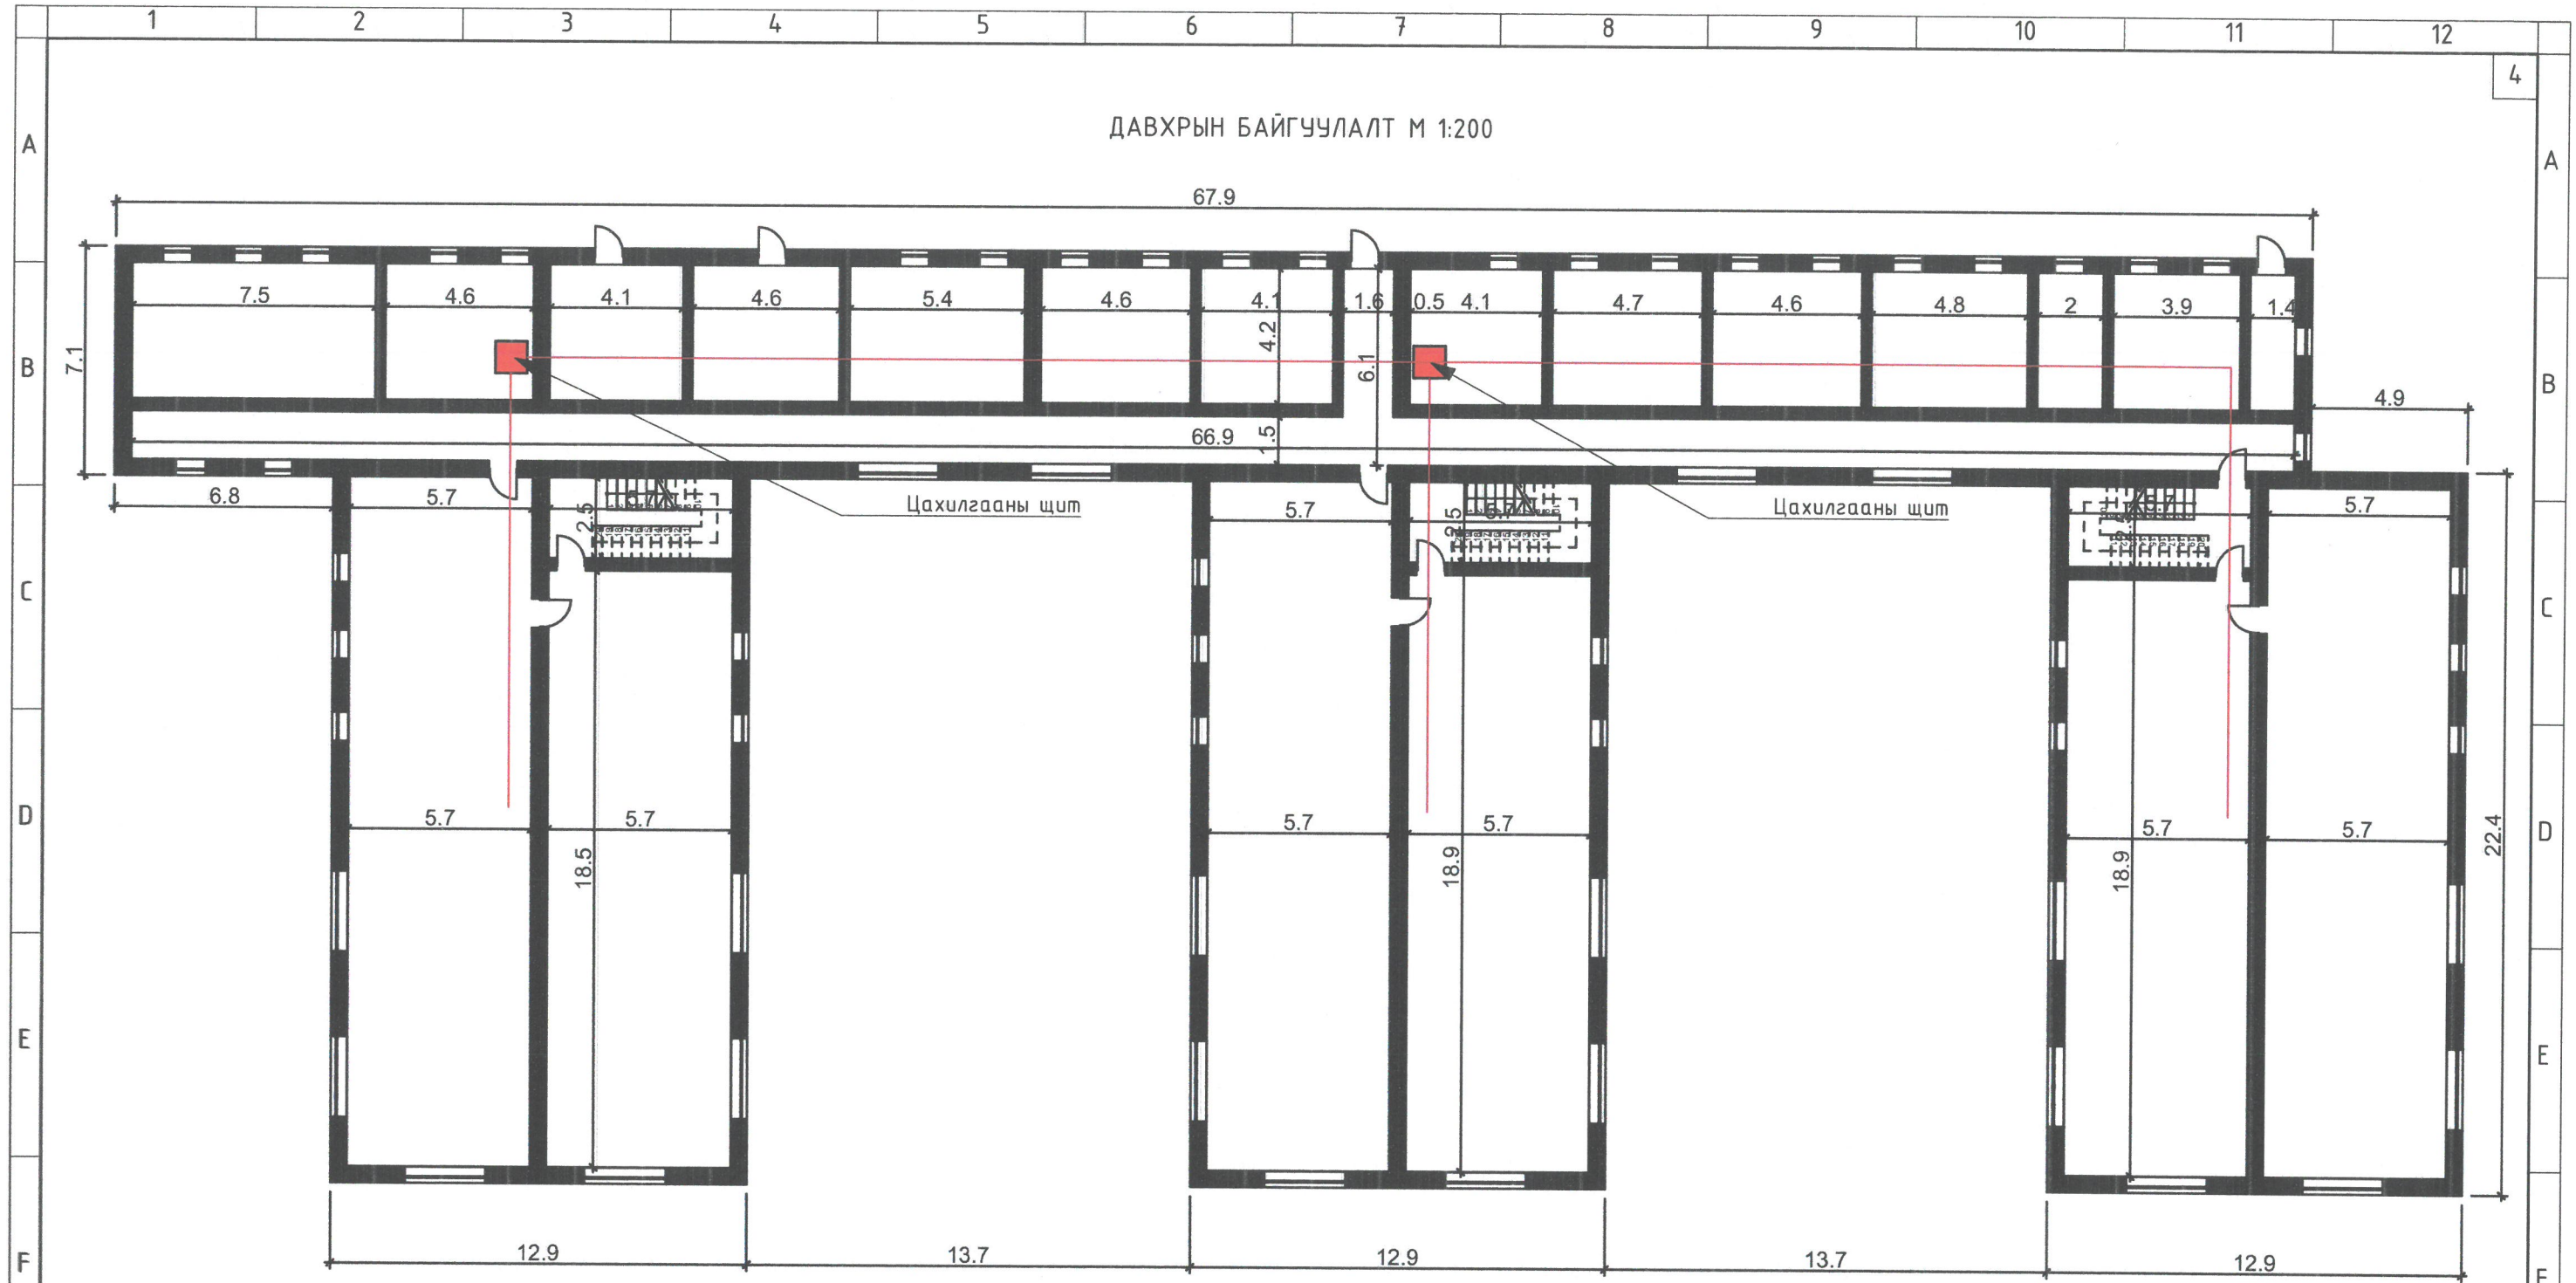 1 2 3 4 5 6 7 8 9 10 11 12
4
A A
ДАВХРЫН БАЙГУУЛАЛТ М 1:200
67.9
7.5 4.6 4.1 4.6 5.4 4.6 4.1 1.6 0.5 4.1 4.7 4.6 4.8 2 3.9 1.4
4.2
6.1
7.1
B B
4.9
66.9
1.5
6.8 5.7 2.5 5.7 5.7 2.5 5.7 5.7 5.7
Цахилгааны щит Цахилгааны щит
C C
D D
5.7 5.7 5.7 5.7 5.7 5.7
18.5 18.9 18.9 22.4
E E
12.9 13.7 12.9 13.7 12.9
F F